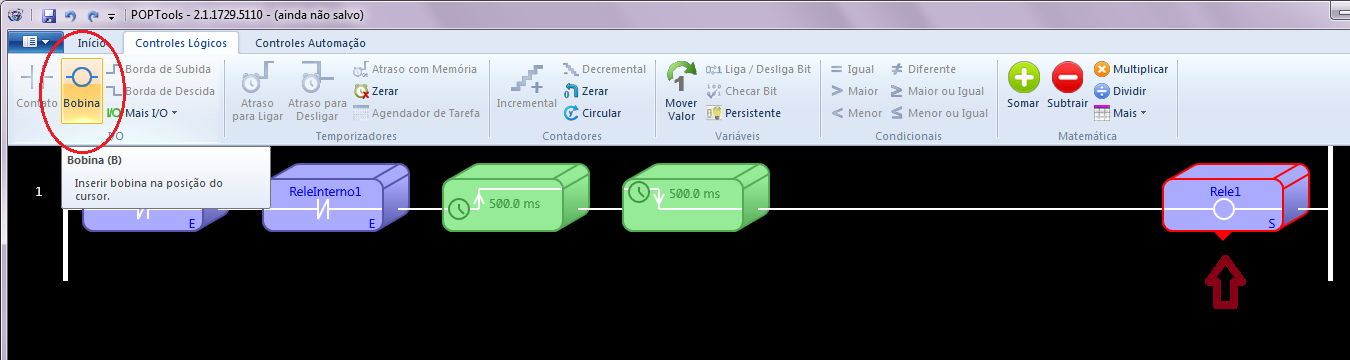 POPTools - 2.1.1729.5110 - (ainda não salvo)
Início Controles Lógicos Controles Automação
Contato
Bobina
Borda de Subida
Borda de Descida
Mais I/O
I/O
Atraso para Ligar
Atraso para Desligar
Atraso com Memória
Zerar
Agendador de Tarefa
Temporizadores
Incremental
Decremental
Zerar
Circular
Contadores
Mover Valor
Liga / Desliga Bit
Checar Bit
Persistente
Variáveis
= Igual
> Maior
< Menor
≠ Diferente
≥ Maior ou Igual
≤ Menor ou Igual
Condicionais
Somar
Subtrair
Multiplicar
Dividir
Mais
Matemática
Bobina (B)
Inserir bobina na posição do
cursor.
1
E
ReleInterno1
E
500.0 ms
500.0 ms
Rele1
S